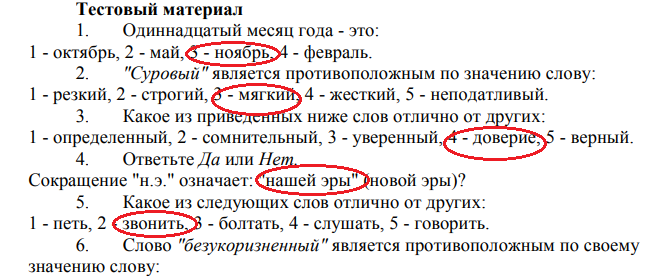 Тестовый материал
1. Одиннадцатый месяц года - это:
1 - октябрь, 2 - май, 3 - ноябрь, 4 - февраль.
2. "Суровый" является противоположным по значению слову:
1 - резкий, 2 - строгий, 3 - мягкий, 4 - жесткий, 5 - неподатливый.
3. Какое из приведенных ниже слов отлично от других:
1 - определенный, 2 - сомнительный, 3 - уверенный, 4 - доверие, 5 - верный.
4. Ответьте Да или Нет.
Сокращение "н.э." означает: "нашей эры" (новой эры)?
5. Какое из следующих слов отлично от других:
1 - петь, 2 - звонить, 3 - болтать, 4 - слушать, 5 - говорить.
6. Слово "безукоризненный" является противоположным по своему
значению слову: